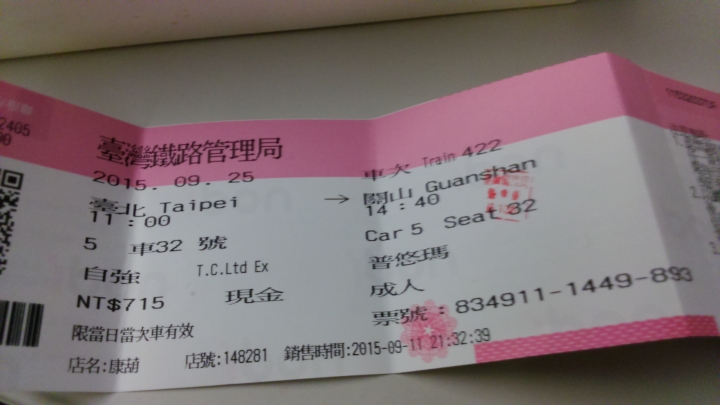 臺灣鐵路管理局
2015. 09. 25
車次 Train 422
臺北 Taipei → 關山 Guanshan
11：00
14：40
5 車32 號
Car 5 Seat 32
自強 T.C.Ltd Ex
普悠瑪
NT$715 現金
成人
限當日當次車有效
票號：834911-1449-893
店名:康葫 店號:148281 銷售時間:2015-09-11 21:32:39